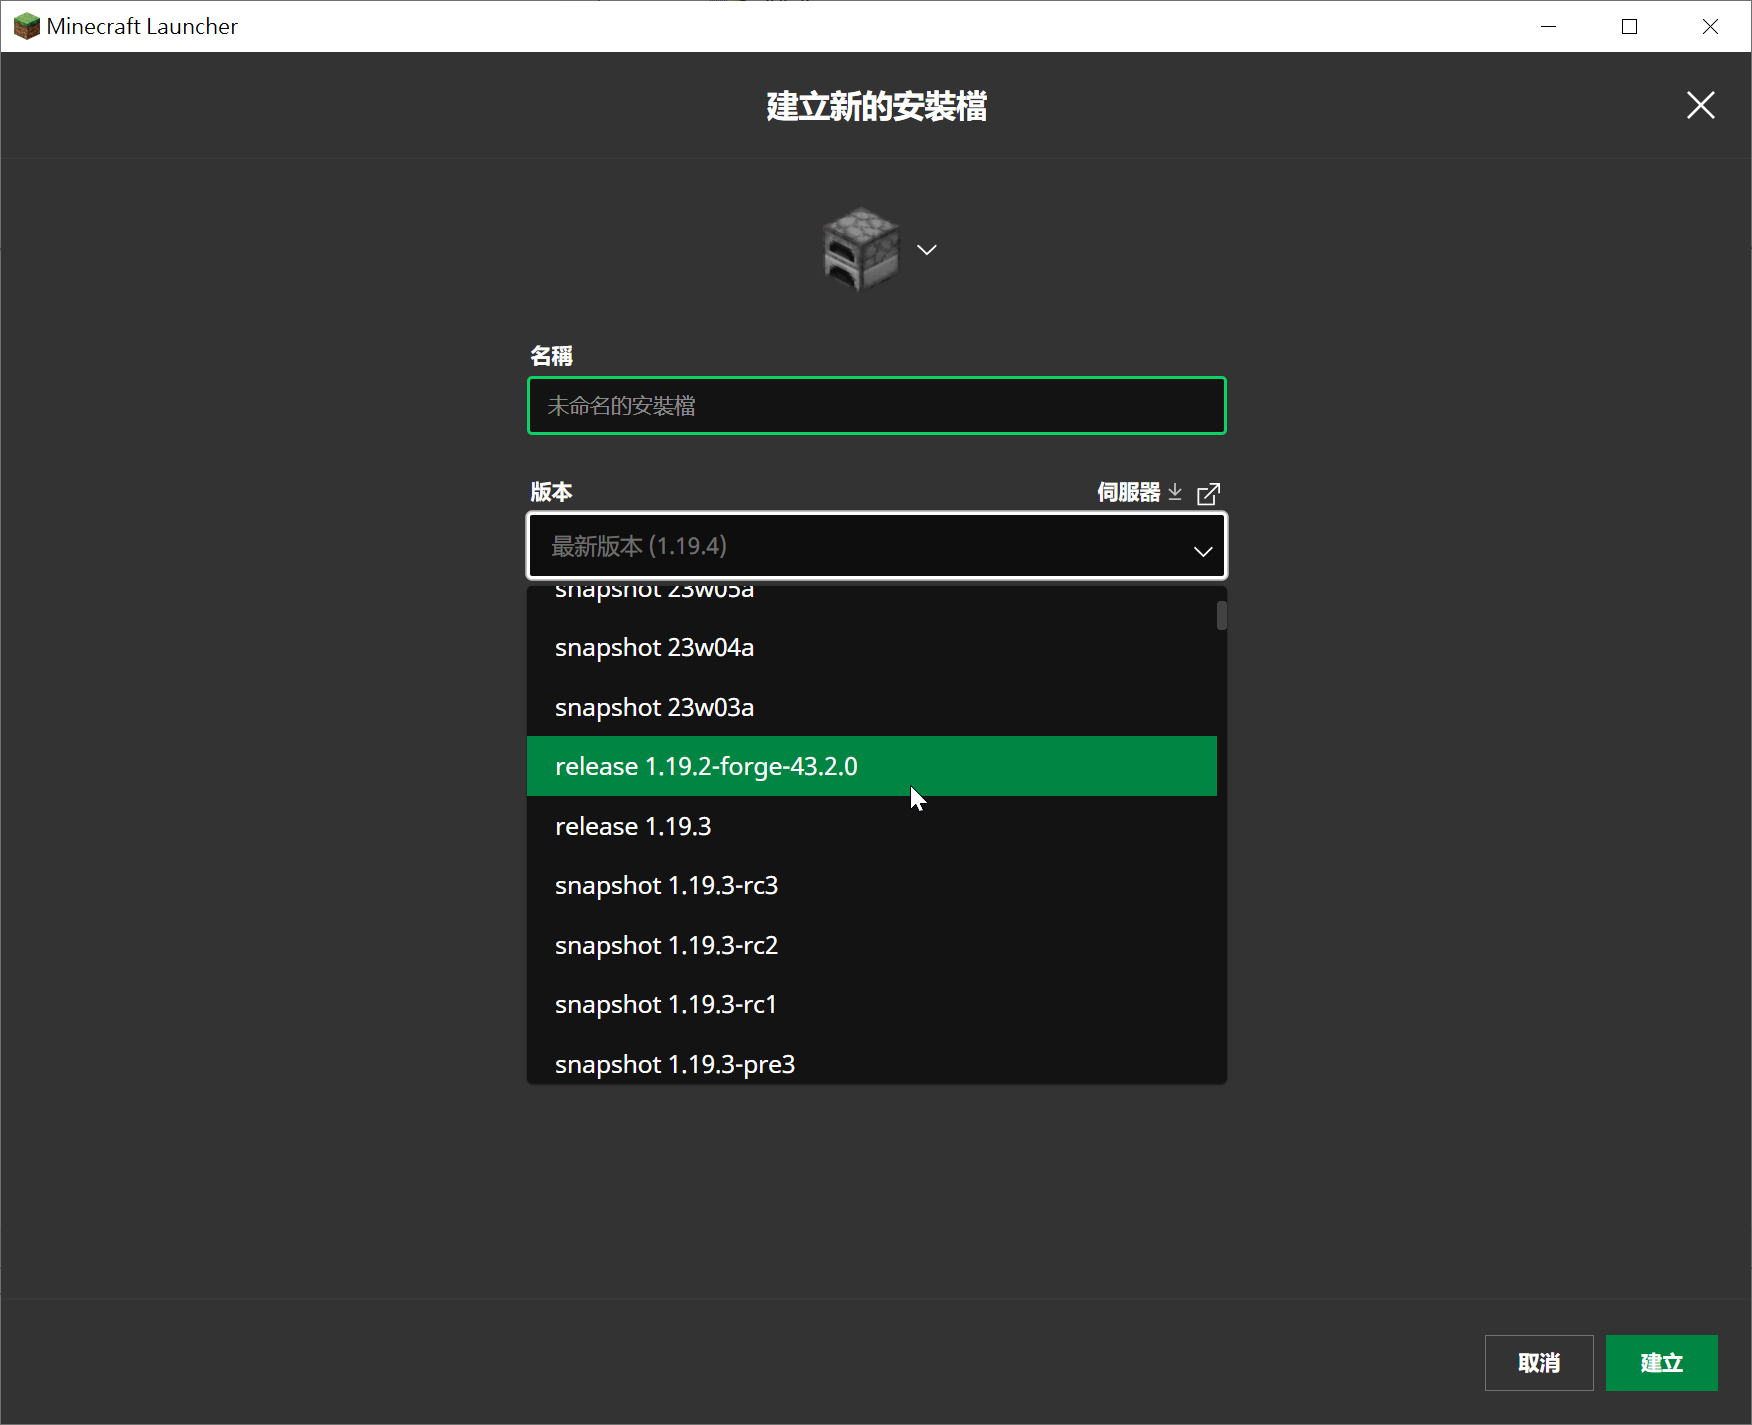 Minecraft Launcher
建立新的安裝檔
名稱
未命名的安裝檔
版本
伺服器
最新版本 (1.19.4)
snapshot 23w05a
snapshot 23w04a
snapshot 23w03a
release 1.19.2-forge-43.2.0
release 1.19.3
snapshot 1.19.3-rc3
snapshot 1.19.3-rc2
snapshot 1.19.3-rc1
snapshot 1.19.3-pre3
取消
建立